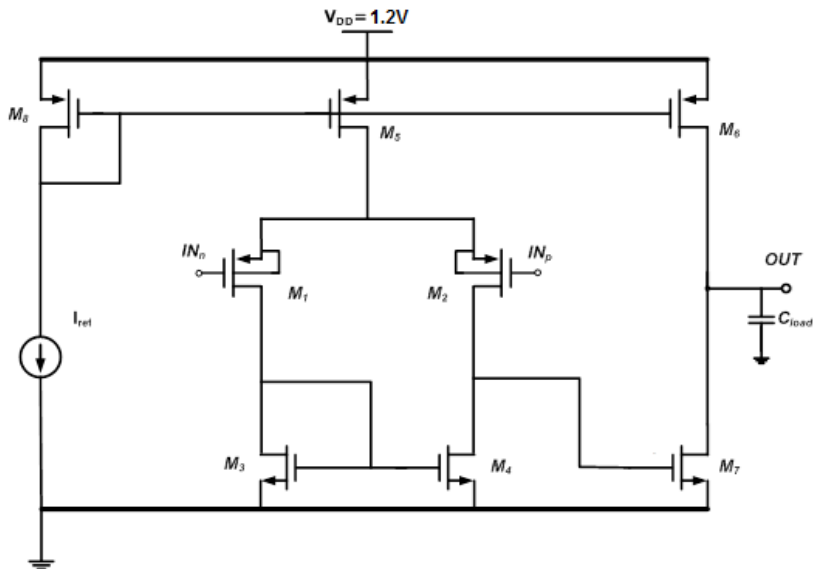 V_DD = 1.2V
M_8
M_5
M_6
IN_n
IN_p
M_1
M_2
OUT
C_load
I_ref
M_3
M_4
M_7